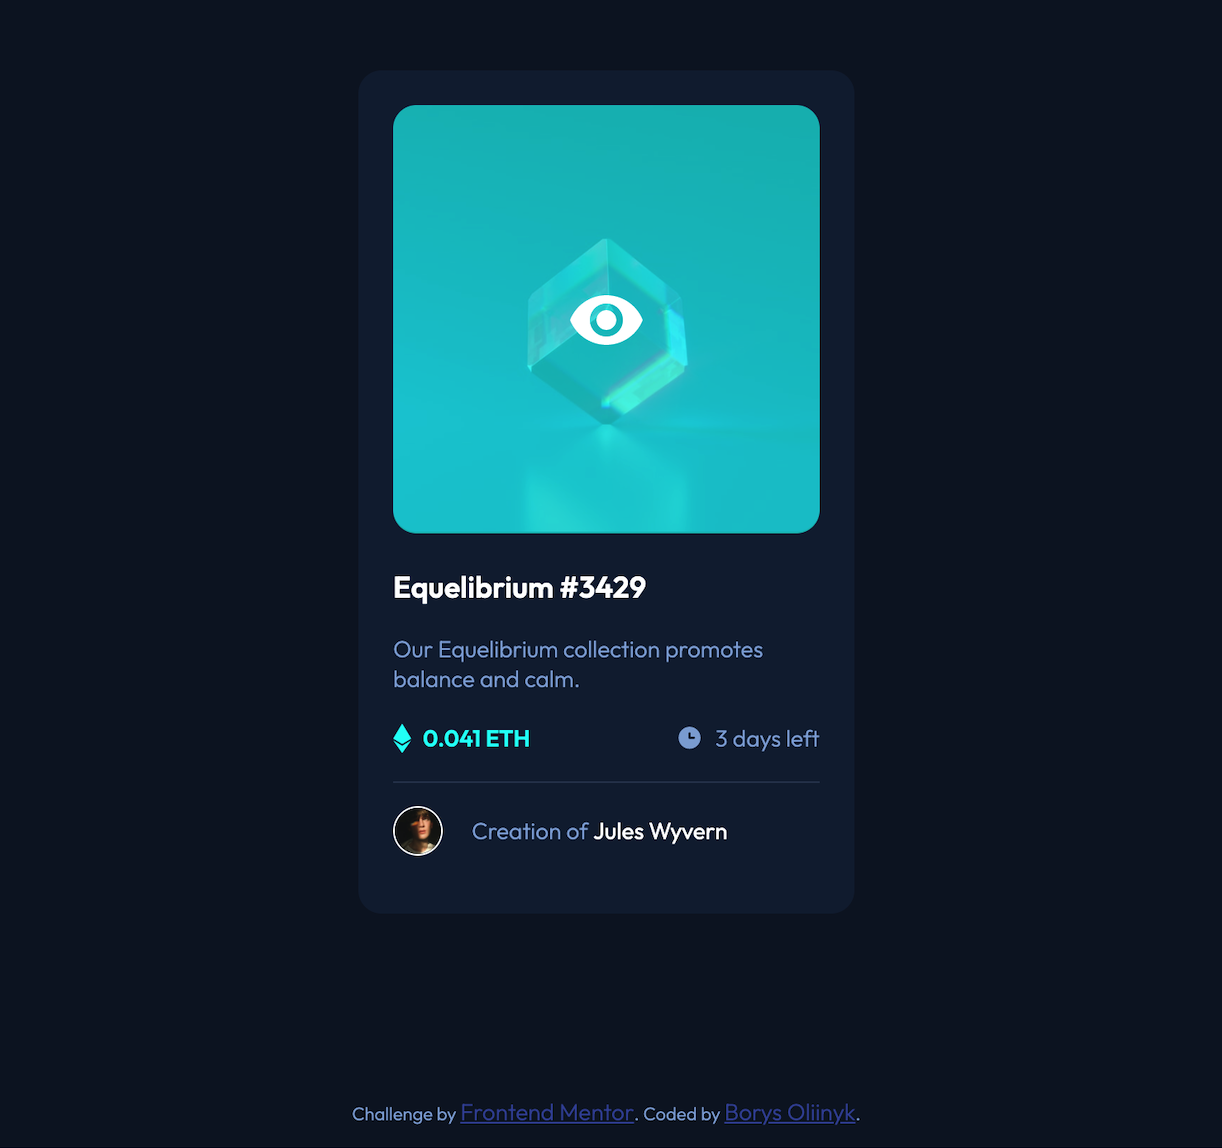 Equelibrium #3429
Our Equelibrium collection promotes
balance and calm.
0.041 ETH
3 days left
Creation of Jules Wyvern
Challenge by Frontend Mentor. Coded by Borys Oliinyk.